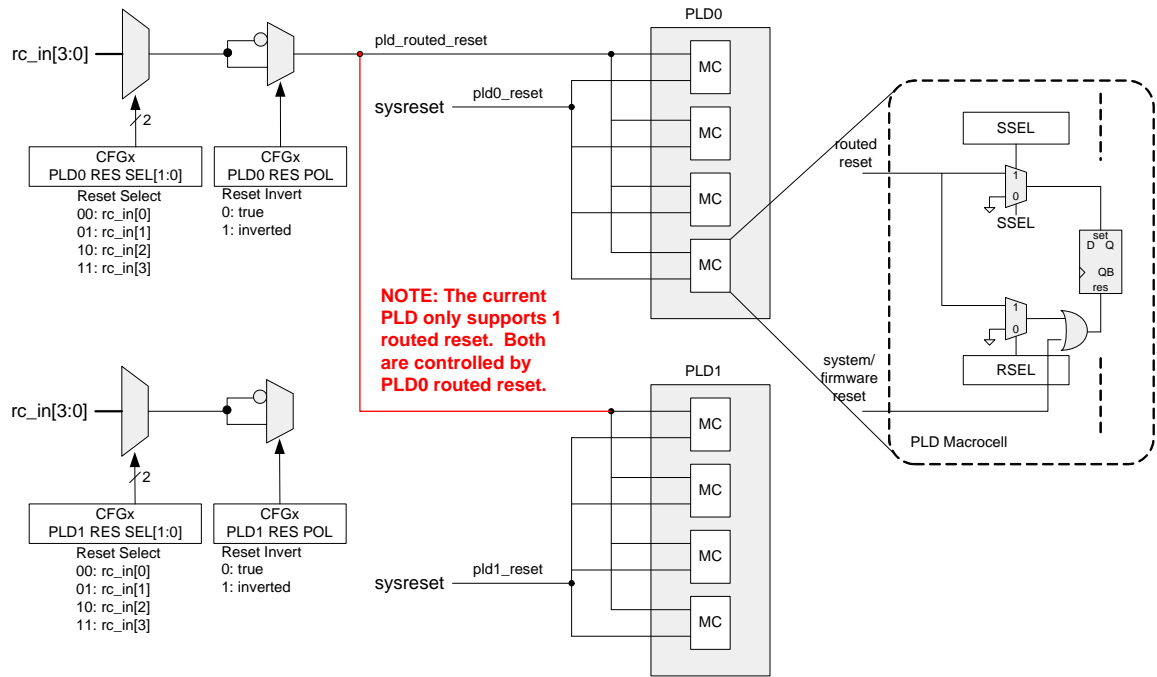 PLD0
rc_in[3:0]
pld_routed_reset
MC
pld0_reset
sysreset
MC
MC
MC
2
CFGx
PLD0 RES SEL[1:0]
Reset Select
00: rc_in[0]
01: rc_in[1]
10: rc_in[2]
11: rc_in[3]
CFGx
PLD0 RES POL
Reset Invert
0: true
1: inverted
NOTE: The current
PLD only supports 1
routed reset. Both
are controlled by
PLD0 routed reset.
routed
reset
SSEL
1
0
SSEL
set
D Q
QB
res
1
0
RSEL
system/
firmware
reset
PLD Macrocell
PLD1
rc_in[3:0]
MC
MC
MC
MC
2
CFGx
PLD1 RES SEL[1:0]
Reset Select
00: rc_in[0]
01: rc_in[1]
10: rc_in[2]
11: rc_in[3]
CFGx
PLD1 RES POL
Reset Invert
0: true
1: inverted
pld1_reset
sysreset